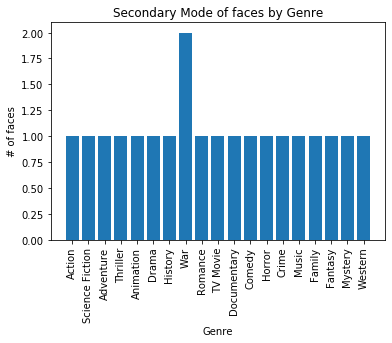 Secondary Mode of faces by Genre
# of faces
2.00
1.75
1.50
1.25
1.00
0.75
0.50
0.25
0.00
Action
Science Fiction
Adventure
Thriller
Animation
Drama
History
War
Romance
TV Movie
Documentary
Comedy
Horror
Crime
Music
Family
Fantasy
Mystery
Western
Genre